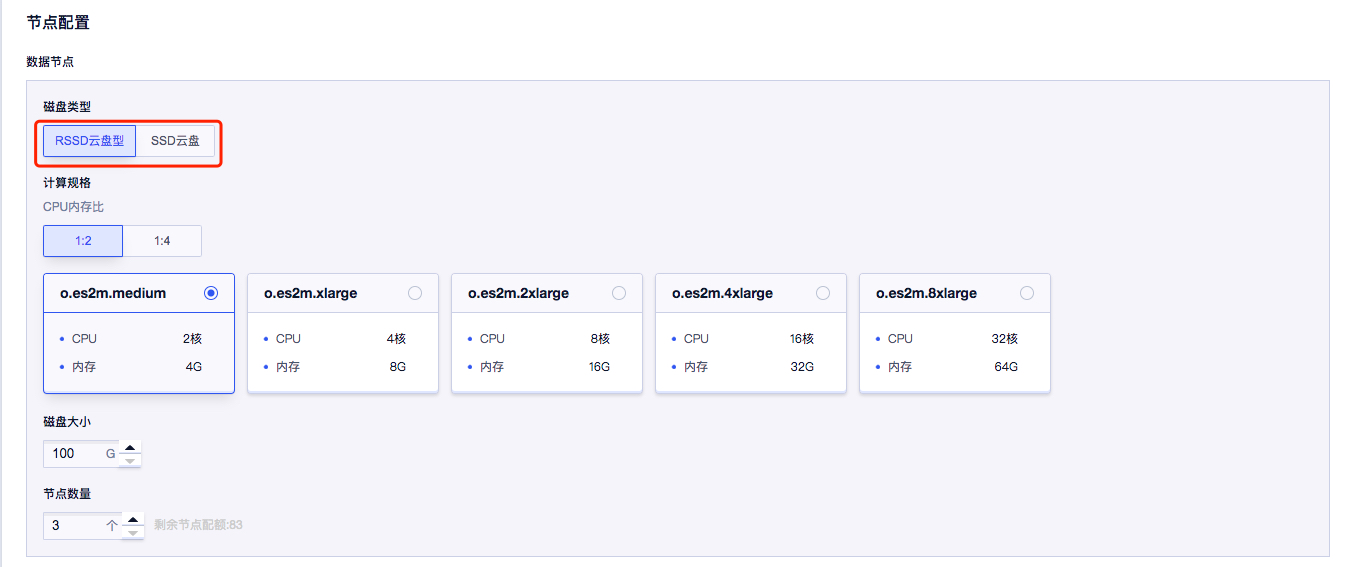 节点配置
数据节点
磁盘类型
RSSD云盘型 SSD云盘
计算规格
CPU内存比
1:2 1:4
o.es2m.medium o.es2m.xlarge o.es2m.2xlarge o.es2m.4xlarge o.es2m.8xlarge
CPU 2核 CPU 4核 CPU 8核 CPU 16核 CPU 32核
内存 4G 内存 8G 内存 16G 内存 32G 内存 64G
磁盘大小
100 G
节点数量
3 个 剩余节点配额:83